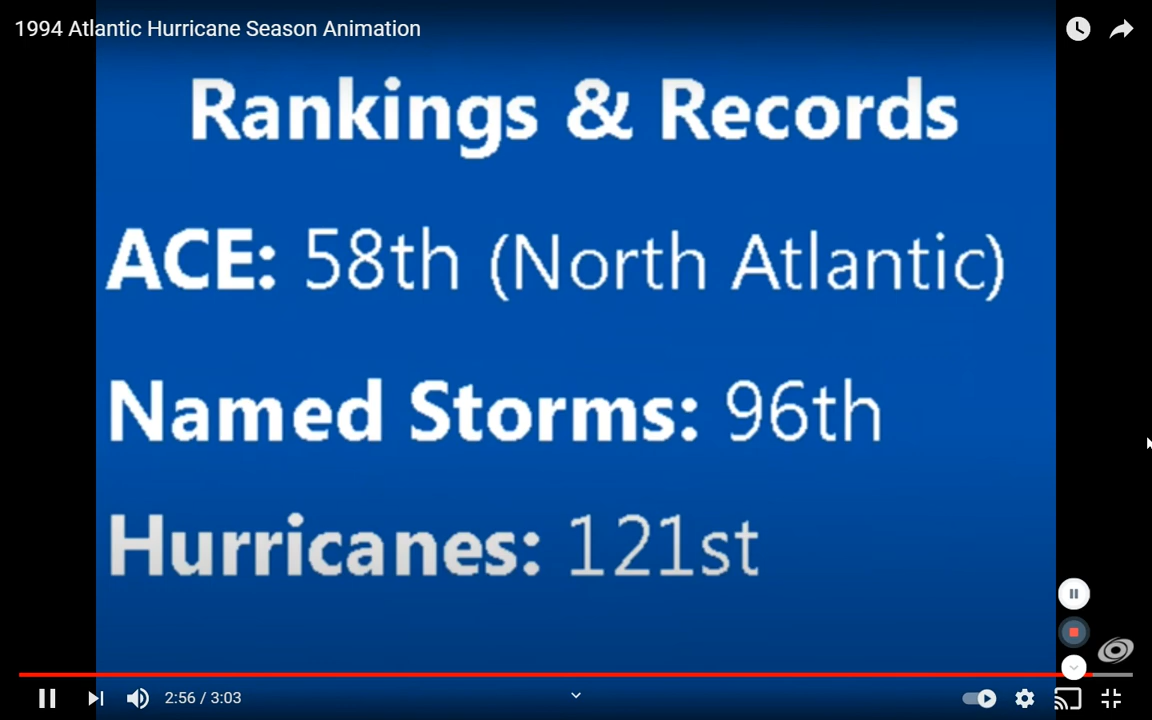 1994 Atlantic Hurricane Season Animation
Rankings & Records
ACE: 58th (North Atlantic)
Named Storms: 96th
Hurricanes: 121st
2:56 / 3:03